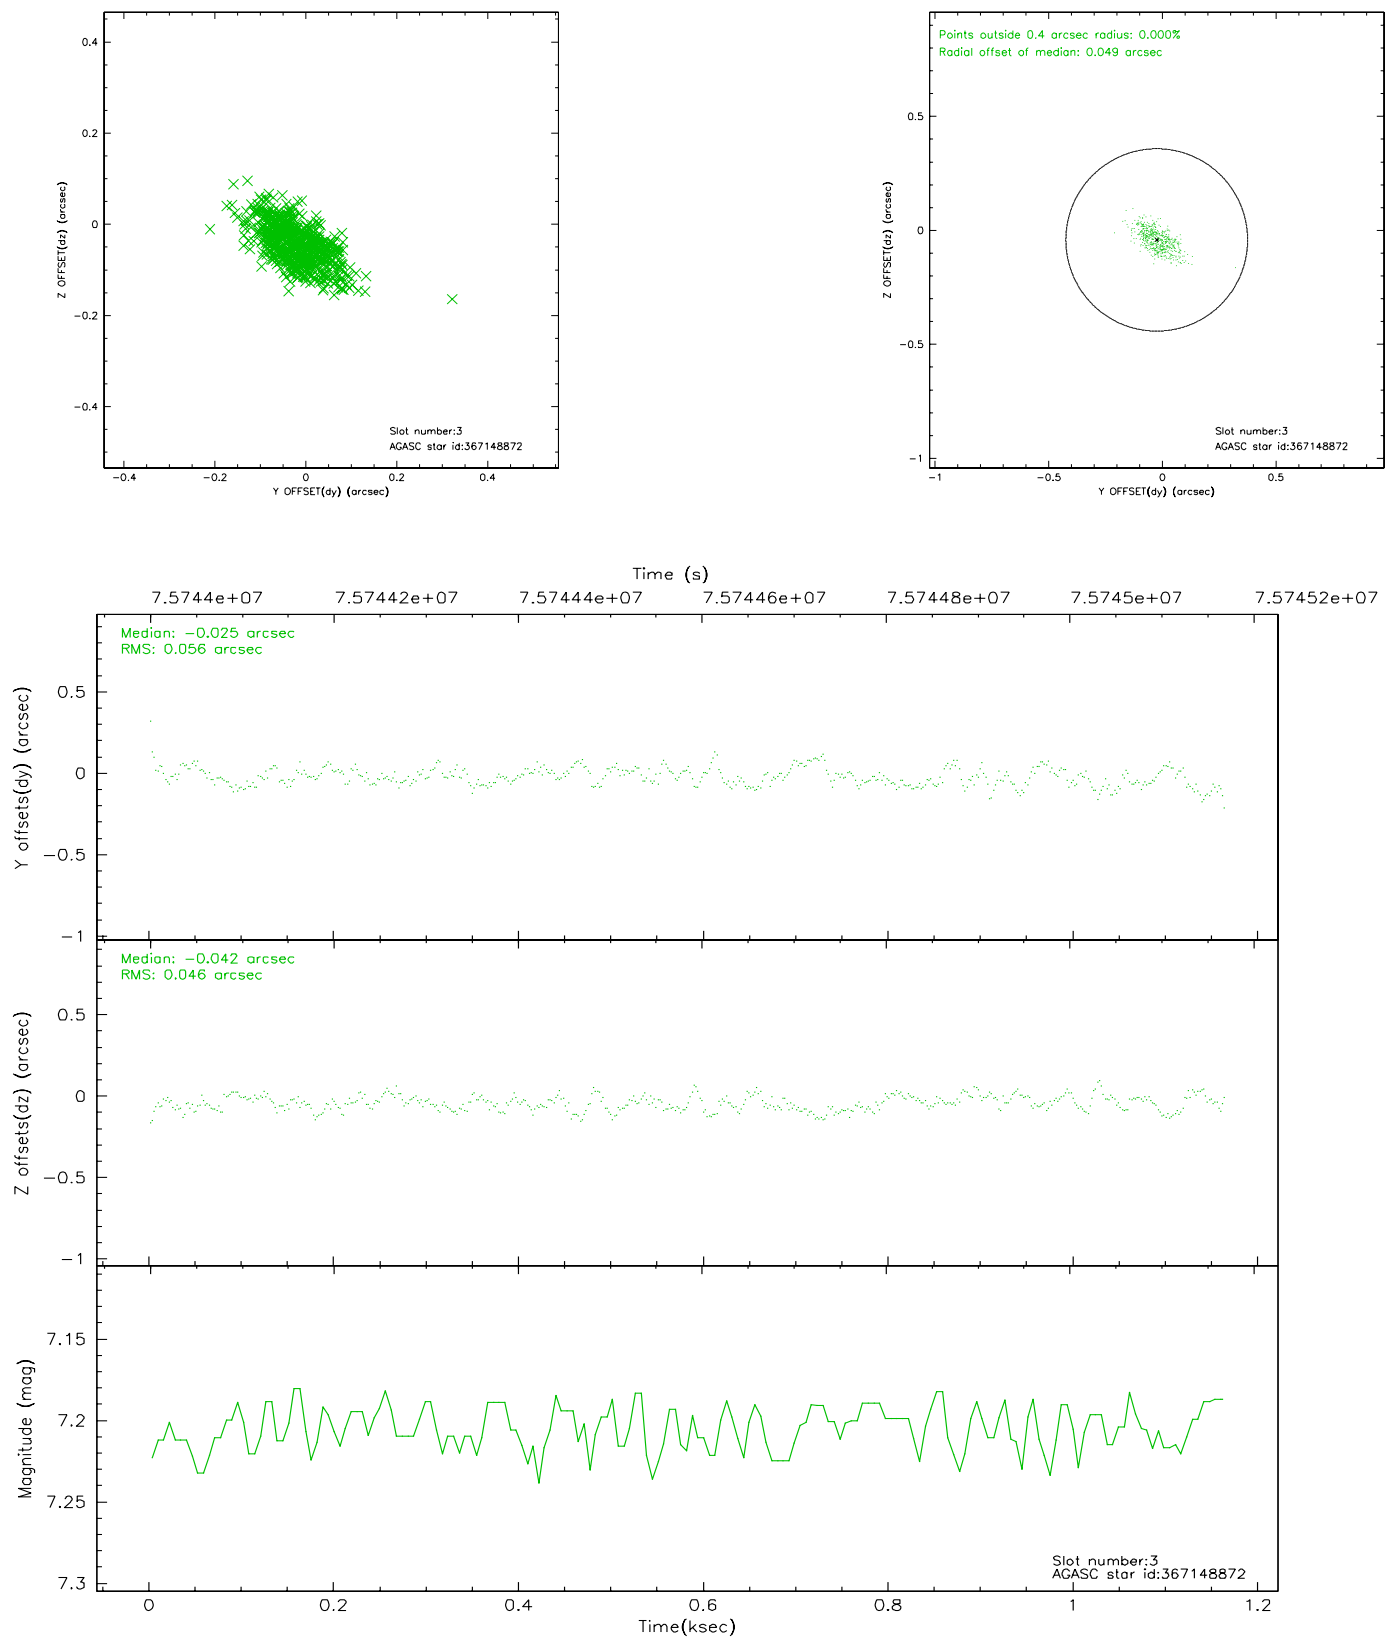 0.4
0.2
0
−0.2
−0.4
Z OFFSET(dz) (arcsec)
Slot number:3
AGASC star id:367148872
−0.4 −0.2 0 0.2 0.4
Y OFFSET(dy) (arcsec)
Points outside 0.4 arcsec radius: 0.000%
Radial offset of median: 0.049 arcsec
0.5
0
−0.5
−1
Z OFFSET(dz) (arcsec)
Slot number:3
AGASC star id:367148872
−1 −0.5 0 0.5
Y OFFSET(dy) (arcsec)
Time (s)
7.5744e+07 7.57442e+07 7.57444e+07 7.57446e+07 7.57448e+07 7.5745e+07 7.57452e+07
Median: −0.025 arcsec
RMS: 0.056 arcsec
0.5
0
−0.5
−1
Y offsets(dy) (arcsec)
Median: −0.042 arcsec
RMS: 0.046 arcsec
0.5
0
−0.5
−1
Z offsets(dz) (arcsec)
7.15
7.2
7.25
7.3
Magnitude (mag)
Slot number:3
AGASC star id:367148872
0 0.2 0.4 0.6 0.8 1 1.2
Time(ksec)